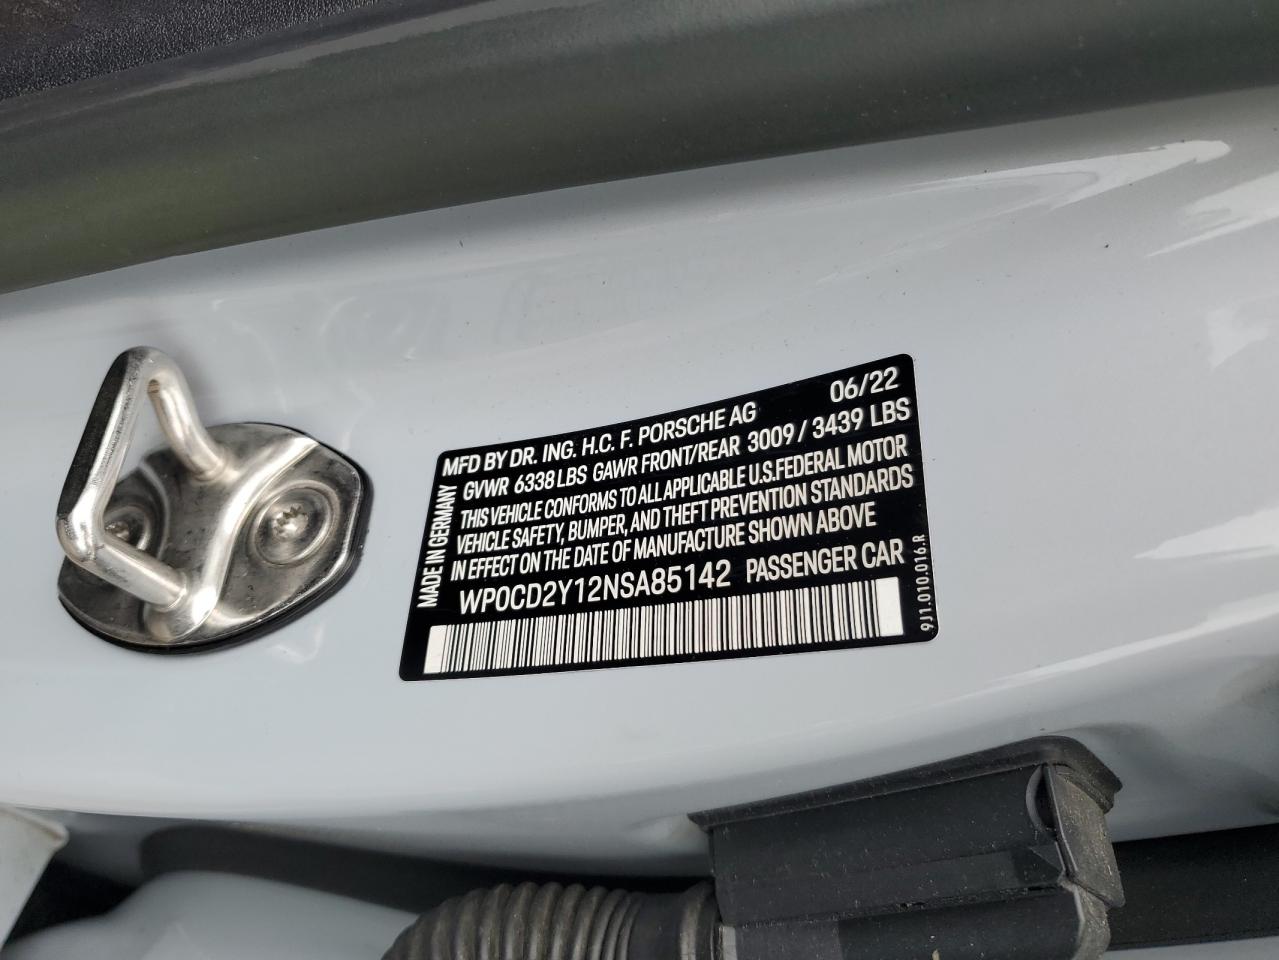 MFD BY DR. ING. H.C. F. PORSCHE AG 06/22
GVWR 6338 LBS GAWR FRONT/REAR 3009 / 3439 LBS
THIS VEHICLE CONFORMS TO ALL APPLICABLE U.S.FEDERAL MOTOR
VEHICLE SAFETY, BUMPER, AND THEFT PREVENTION STANDARDS
IN EFFECT ON THE DATE OF MANUFACTURE SHOWN ABOVE
WP0CD2Y12NSA85142 PASSENGER CAR
MADE IN GERMANY
9J1.010.016.R